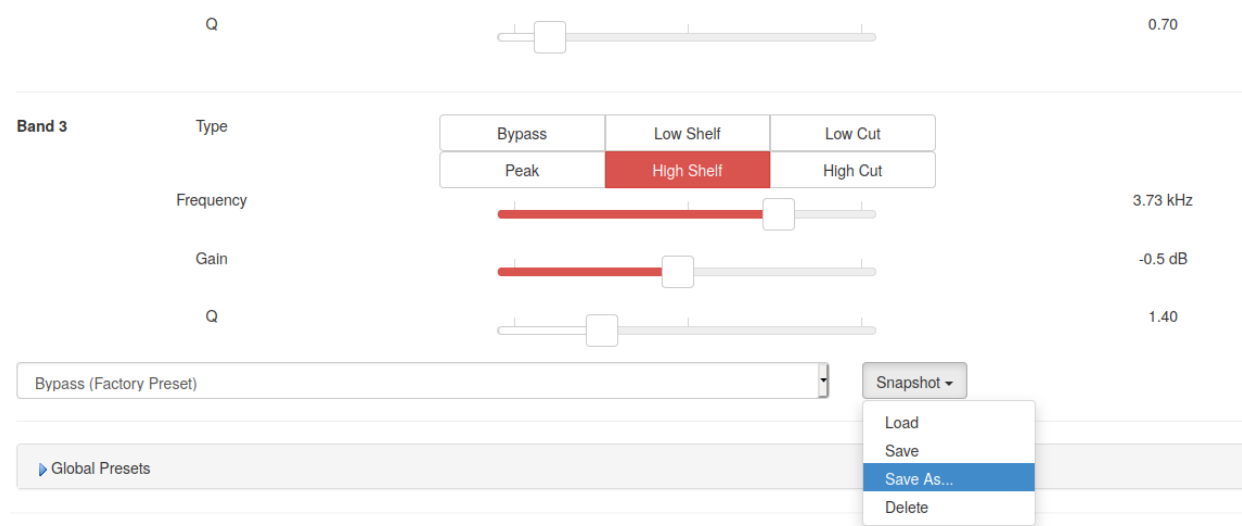 Q 0.70
Band 3 Type Bypass Low Shelf Low Cut
Peak High Shelf High Cut
Frequency 3.73 kHz
Gain -0.5 dB
Q 1.40
Bypass (Factory Preset) Snapshot
Load
Save
Global Presets
Save As...
Delete